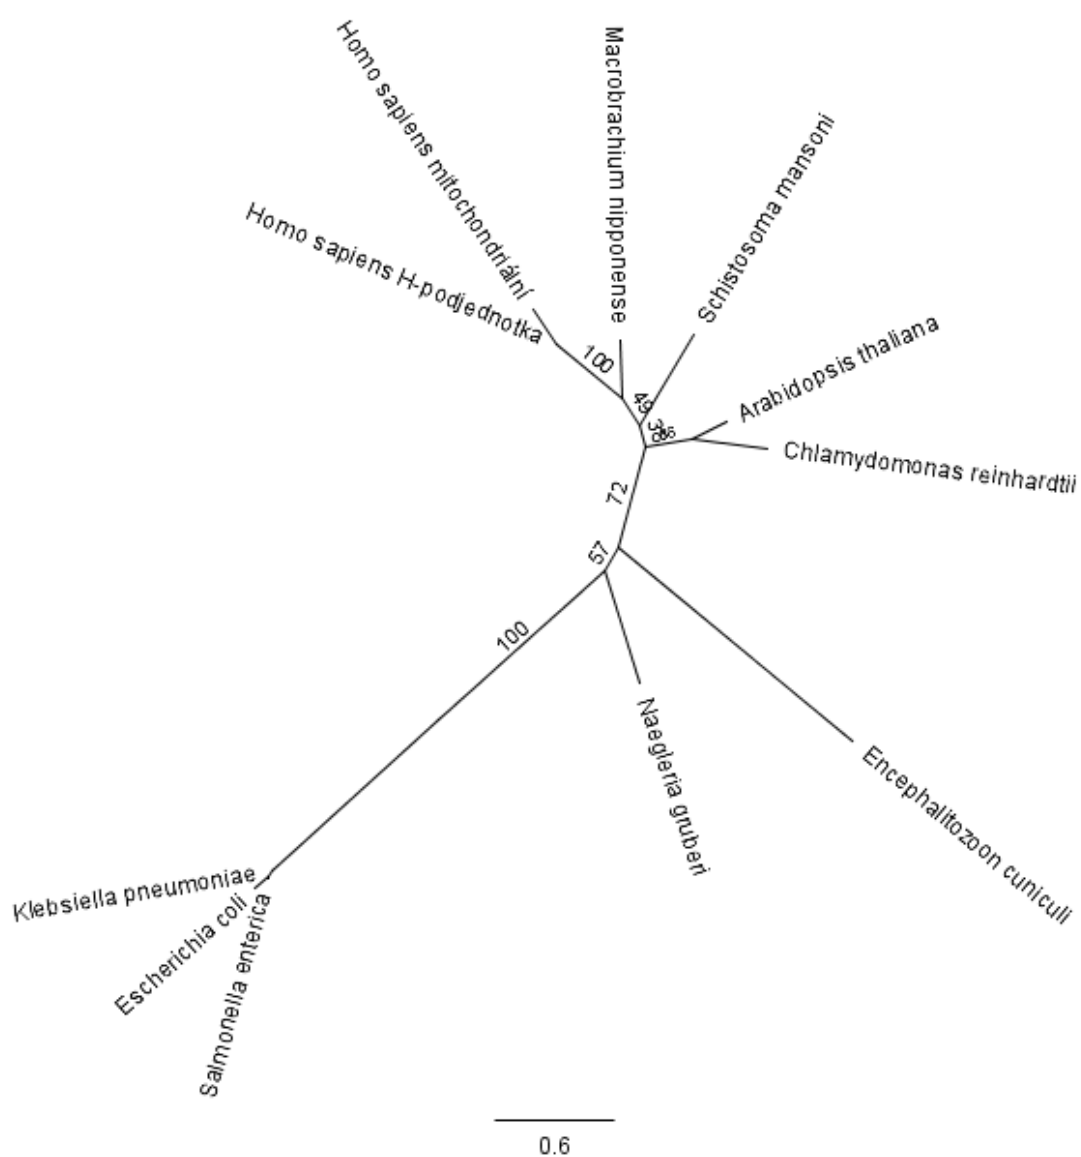 Homo sapiens mitochondriální
Macrobrachium nipponense
Schistosoma mansoni
Homo sapiens H-podjednotka
Arabidopsis thaliana
100
49
Chlamydomonas reinhardtii
72
57
100
Naegleria gruberi
Encephalitozoon cuniculi
Klebsiella pneumoniae
Escherichia coli
Salmonella enterica
0.6